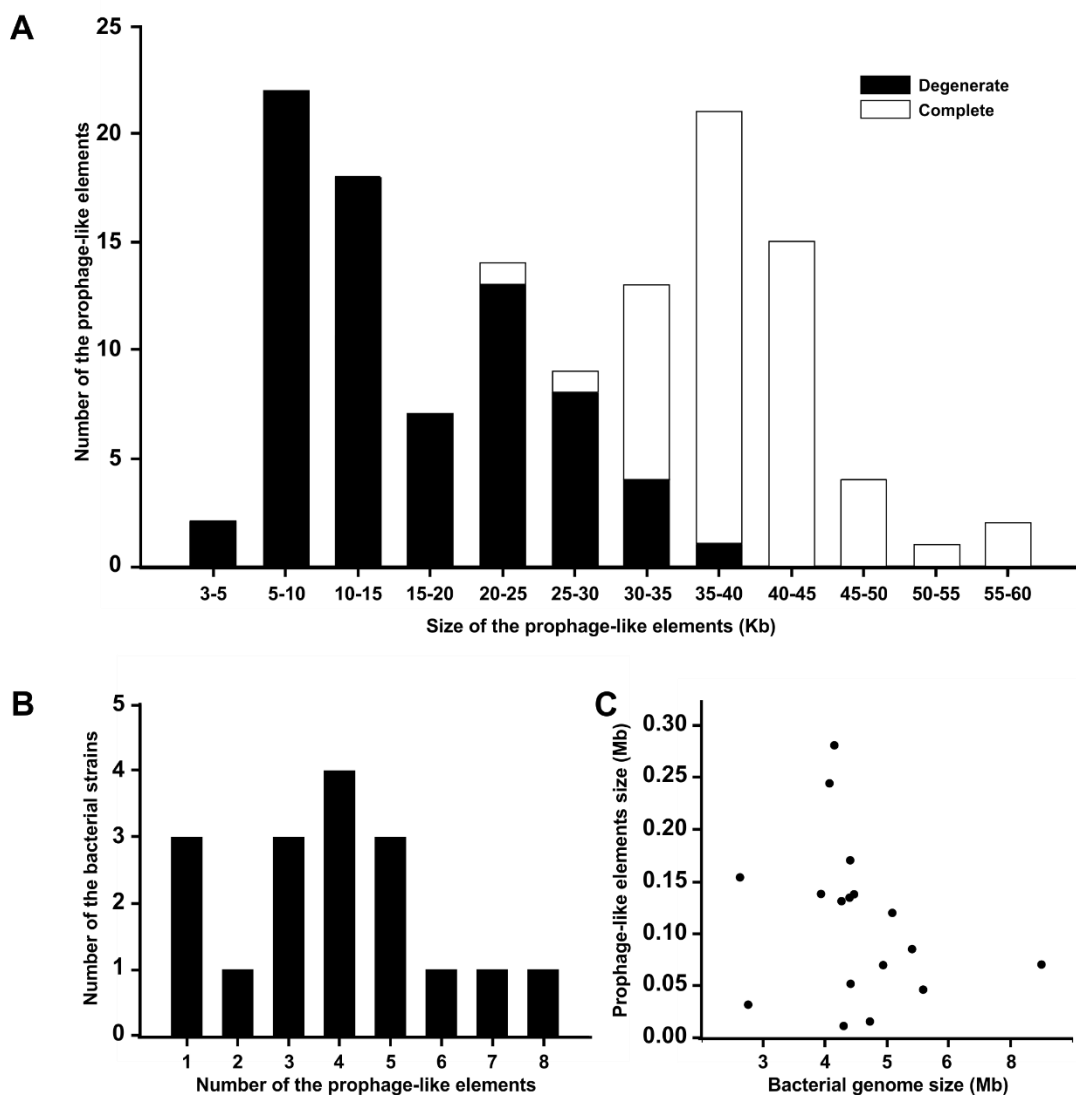 A
Number of the prophage-like elements
25
20
15
10
5
0
Degenerate
Complete
3-5 5-10 10-15 15-20 20-25 25-30 30-35 35-40 40-45 45-50 50-55 55-60
Size of the prophage-like elements (Kb)
B
Number of the bacterial strains
5
4
3
2
1
0
1 2 3 4 5 6 7 8
Number of the prophage-like elements
C
Prophage-like elements size (Mb)
0.30
0.25
0.20
0.15
0.10
0.05
0.00
3 4 5 6 8
Bacterial genome size (Mb)